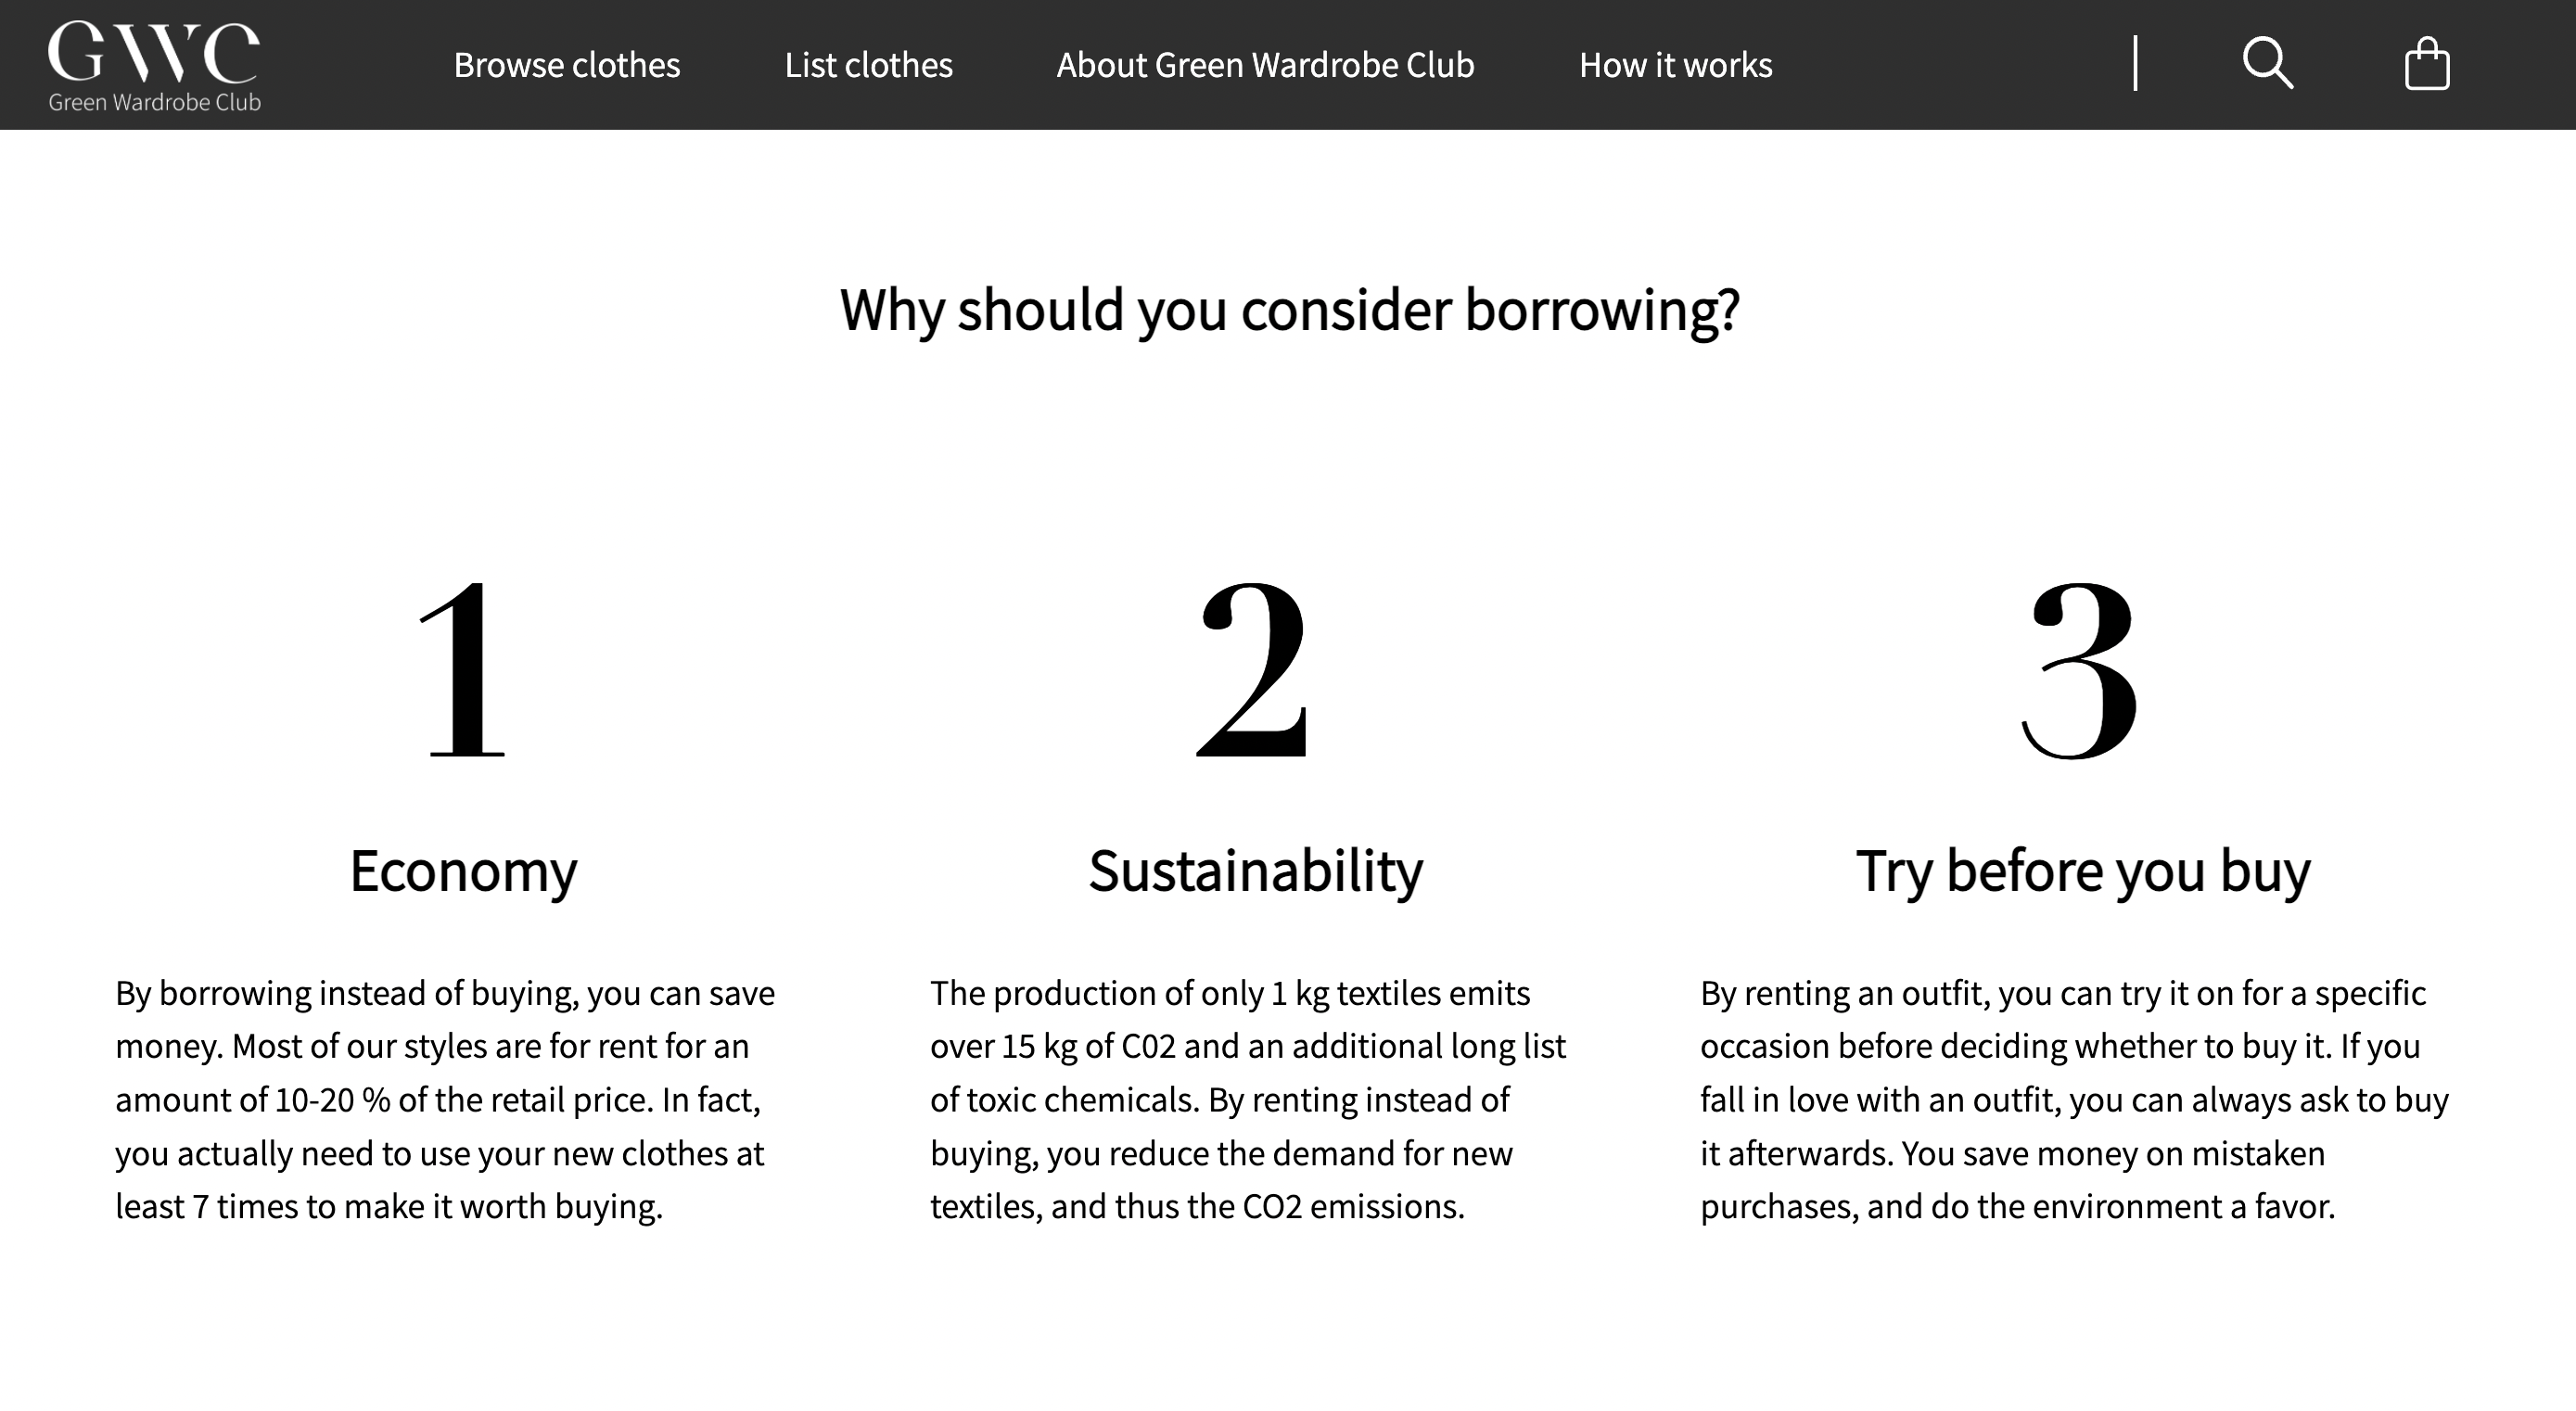 GWC
Green Wardrobe Club
Browse clothes
List clothes
About Green Wardrobe Club
How it works
Why should you consider borrowing?
1
Economy
By borrowing instead of buying, you can save
money. Most of our styles are for rent for an
amount of 10-20 % of the retail price. In fact,
you actually need to use your new clothes at
least 7 times to make it worth buying.
2
Sustainability
The production of only 1 kg textiles emits
over 15 kg of C02 and an additional long list
of toxic chemicals. By renting instead of
buying, you reduce the demand for new
textiles, and thus the CO2 emissions.
3
Try before you buy
By renting an outfit, you can try it on for a specific
occasion before deciding whether to buy it. If you
fall in love with an outfit, you can always ask to buy
it afterwards. You save money on mistaken
purchases, and do the environment a favor.